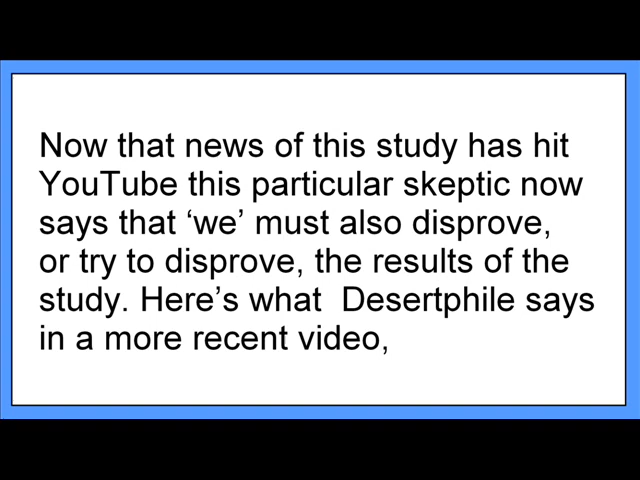 Now that news of this study has hit
YouTube this particular skeptic now
says that ‘we’ must also disprove,
or try to disprove, the results of the
study. Here’s what  Desertphile says
in a more recent video,